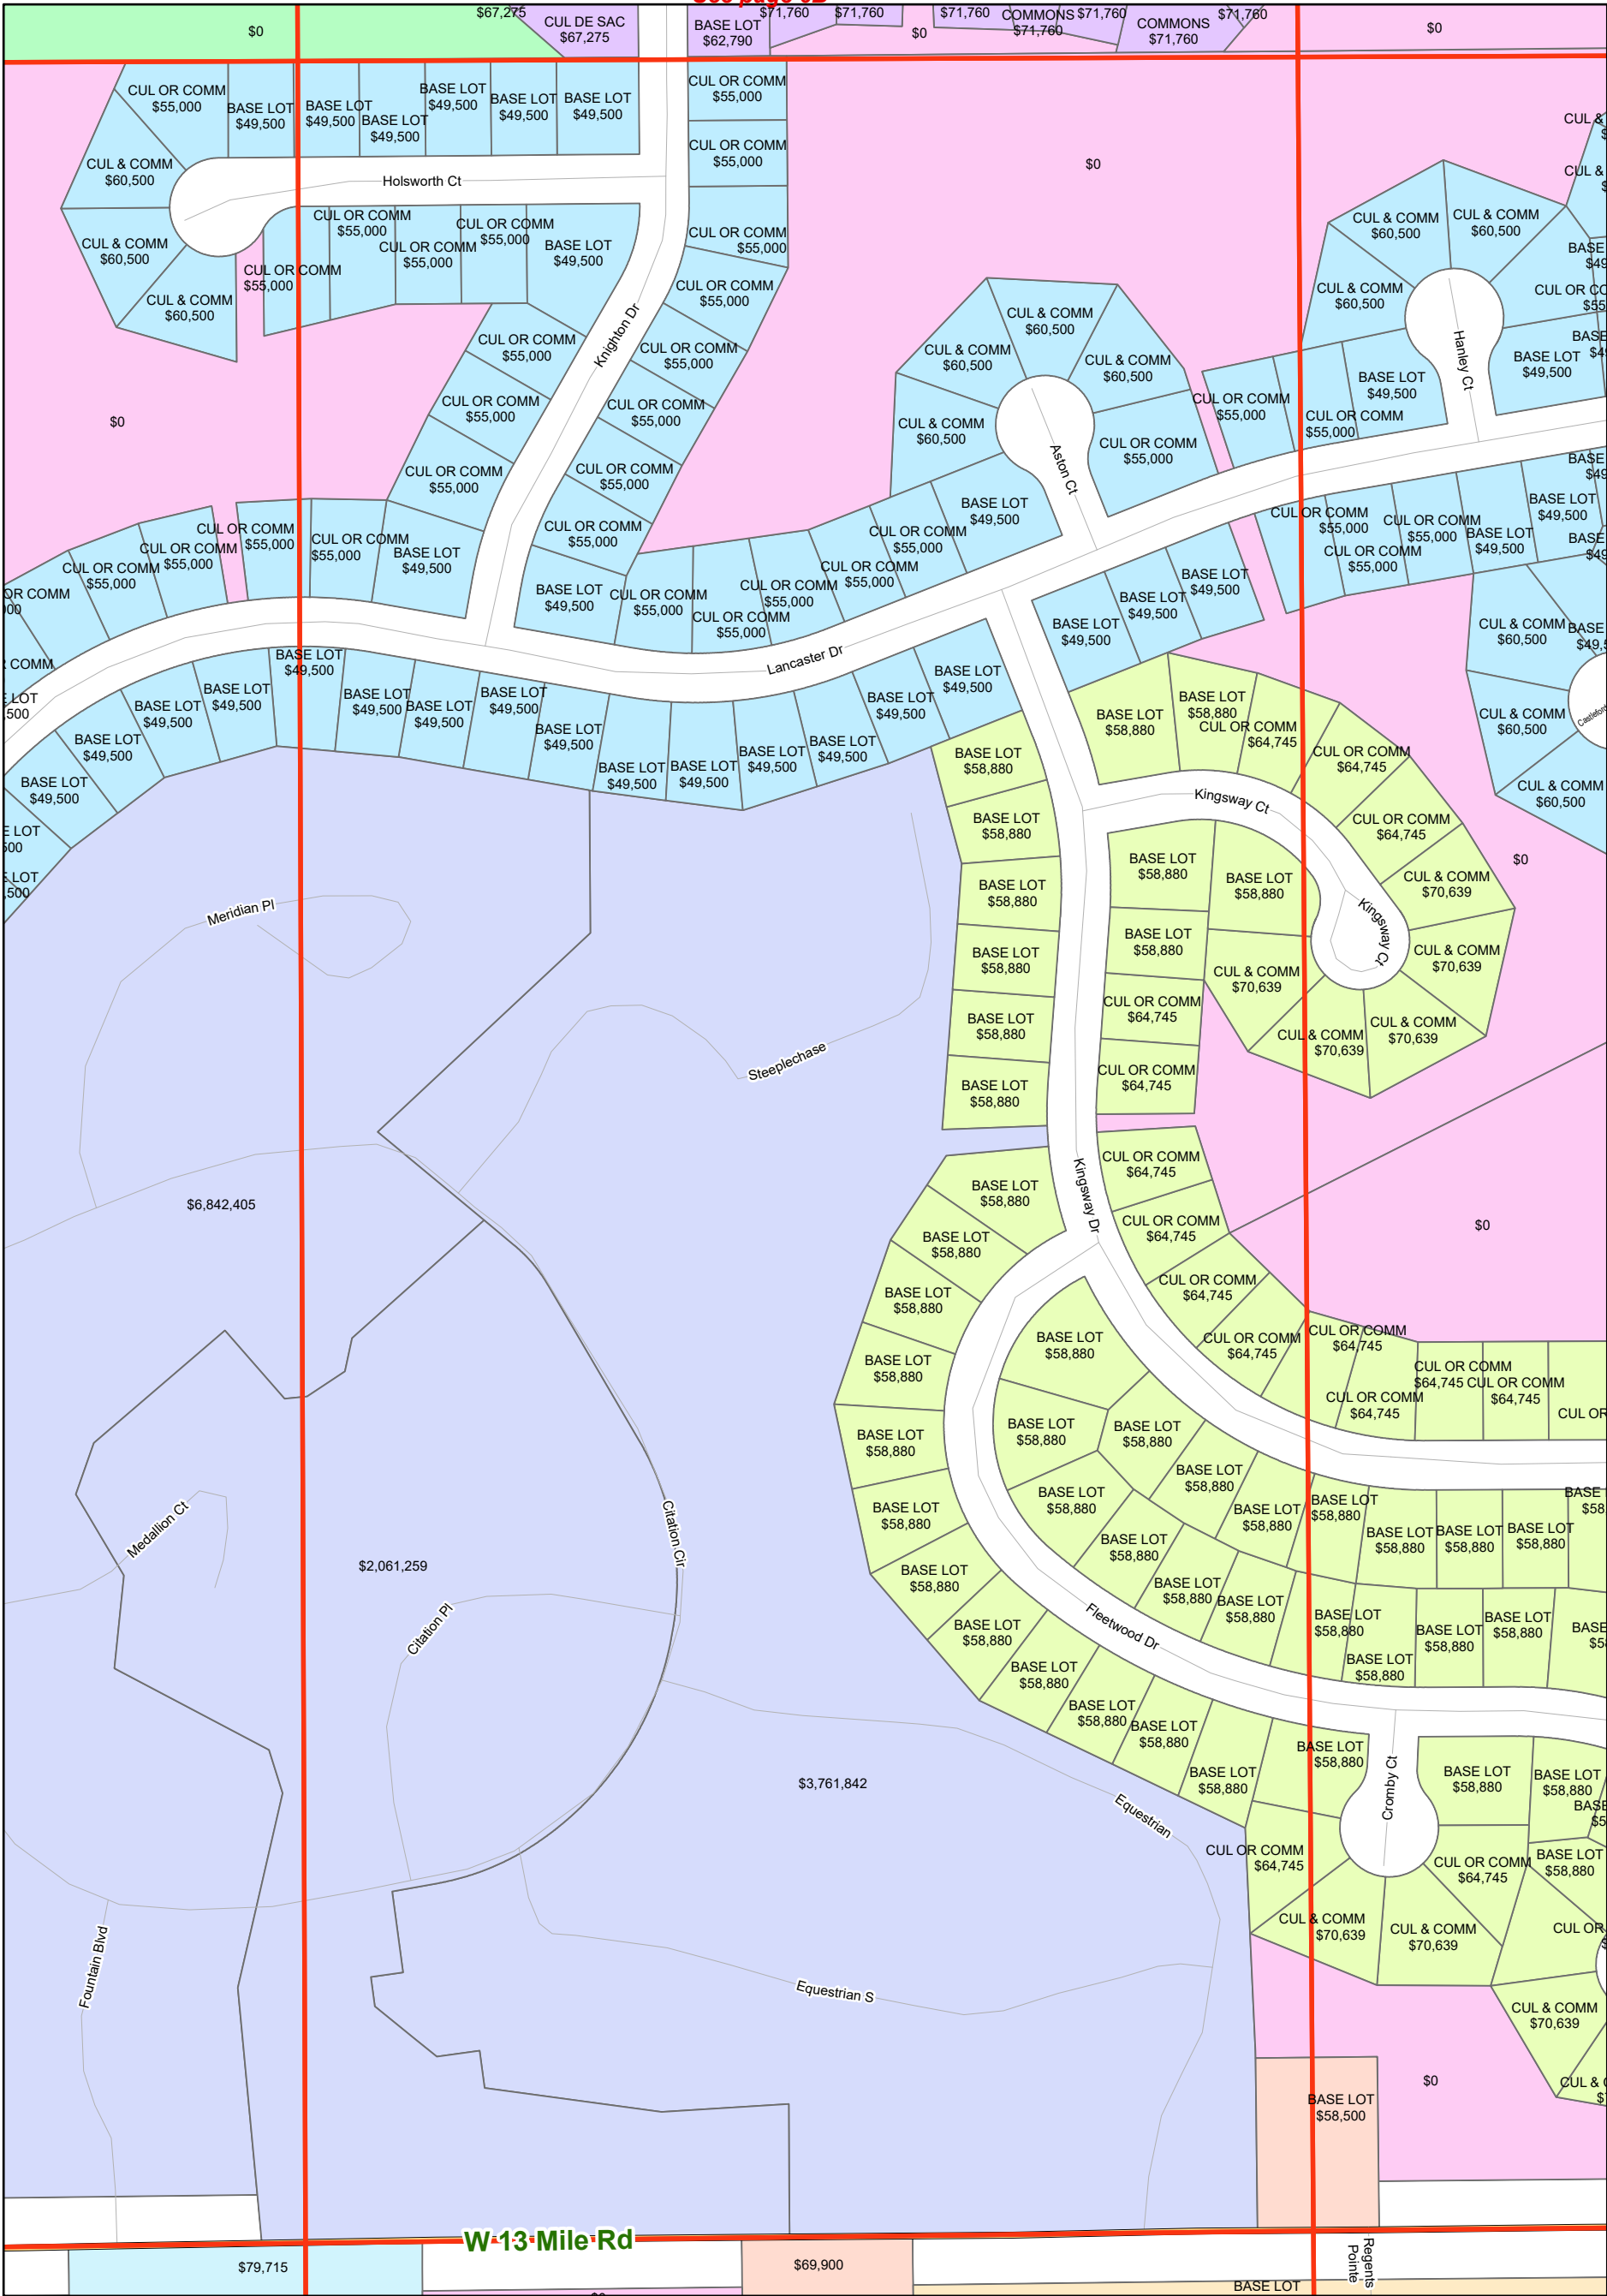 $67,275
CUL DE SAC
$67,275
$0
BASE LOT
$62,790
$71,760
$71,760
$0
$71,760
COMMONS
$71,760
$71,760
COMMONS
$71,760
$71,760
$0
CUL OR COMM
$55,000
BASE LOT
$49,500
BASE LOT
$49,500
BASE LOT
$49,500
BASE LOT
$49,500
BASE LOT
$49,500
BASE LOT
$49,500
CUL OR COMM
$55,000
CUL OR COMM
$55,000
CUL OR COMM
$55,000
$0
CUL & COMM
$60,500
Holsworth Ct
CUL & COMM
$60,500
CUL & COMM
$60,500
CUL OR COMM
$55,000
CUL OR COMM
$55,000
CUL OR COMM
$55,000
CUL OR COMM
$55,000
BASE LOT
$49,500
Knighton Dr
CUL OR COMM
$55,000
CUL OR COMM
$55,000
CUL OR COMM
$55,000
CUL OR COMM
$55,000
CUL OR COMM
$55,000
CUL OR COMM
$55,000
CUL OR COMM
$55,000
CUL OR COMM
$55,000
$0
CUL & COMM
$60,500
CUL & COMM
$60,500
CUL & COMM
$60,500
CUL & COMM
$60,500
CUL OR COMM
$55,000
Aston Ct
CUL & COMM
$60,500
CUL & COMM
$60,500
CUL & COMM
$60,500
Hanley Ct
BASE LOT
$49,500
BASE LOT
$49,500
CUL OR COMM
$55,000
CUL OR COMM
$55,000
CUL OR COMM
$55,000
CUL OR COMM
$55,000
CUL OR COMM
$55,000
CUL OR COMM
$55,000
BASE LOT
$49,500
BASE LOT
$49,500
CUL OR COMM
$55,000
CUL OR COMM
$55,000
CUL OR COMM
$55,000
CUL OR COMM
$55,000
BASE LOT
$49,500
BASE LOT
$49,500
BASE LOT
$49,500
BASE LOT
$49,500
CUL OR COMM
$55,000
CUL OR COMM
$55,000
CUL OR COMM
$55,000
BASE LOT
$49,500
BASE LOT
$49,500
Lancaster Dr
BASE LOT
$49,500
BASE LOT
$49,500
BASE LOT
$49,500
BASE LOT
$49,500
BASE LOT
$49,500
BASE LOT
$49,500
BASE LOT
$49,500
BASE LOT
$49,500
BASE LOT
$49,500
BASE LOT
$49,500
BASE LOT
$49,500
BASE LOT
$49,500
BASE LOT
$49,500
BASE LOT
$49,500
BASE LOT
$49,500
CUL & COMM
$60,500
CUL & COMM
$60,500
CUL & COMM
$60,500
BASE LOT
$58,880
BASE LOT
$58,880
CUL OR COMM
$64,745
CUL OR COMM
$64,745
CUL OR COMM
$64,745
Kingsway Ct
CUL & COMM
$70,639
CUL & COMM
$70,639
CUL & COMM
$70,639
CUL & COMM
$70,639
CUL & COMM
$70,639
Kingsway Ct
$0
BASE LOT
$58,880
BASE LOT
$58,880
BASE LOT
$58,880
BASE LOT
$58,880
BASE LOT
$58,880
BASE LOT
$58,880
BASE LOT
$58,880
BASE LOT
$58,880
BASE LOT
$58,880
CUL OR COMM
$64,745
CUL OR COMM
$64,745
Meridian Pl
Steeplechase
$6,842,405
Kingsway Dr
CUL OR COMM
$64,745
CUL OR COMM
$64,745
CUL OR COMM
$64,745
CUL OR COMM
$64,745
CUL OR COMM
$64,745
CUL OR COMM
$64,745
CUL OR COMM
$64,745
CUL OR COMM
$64,745
$0
BASE LOT
$58,880
BASE LOT
$58,880
BASE LOT
$58,880
BASE LOT
$58,880
BASE LOT
$58,880
BASE LOT
$58,880
BASE LOT
$58,880
BASE LOT
$58,880
BASE LOT
$58,880
BASE LOT
$58,880
BASE LOT
$58,880
BASE LOT
$58,880
BASE LOT
$58,880
BASE LOT
$58,880
BASE LOT
$58,880
BASE LOT
$58,880
BASE LOT
$58,880
BASE LOT
$58,880
BASE LOT
$58,880
BASE LOT
$58,880
BASE LOT
$58,880
BASE LOT
$58,880
BASE LOT
$58,880
BASE LOT
$58,880
BASE LOT
$58,880
BASE LOT
$58,880
BASE LOT
$58,880
BASE LOT
$58,880
BASE LOT
$58,880
Fleetwood Dr
Medallion Ct
$2,061,259
Citation Cir
Citation Pl
$3,761,842
Equestrian
BASE LOT
$58,880
Cromby Ct
BASE LOT
$58,880
BASE LOT
$58,880
BASE LOT
$58,880
CUL OR COMM
$64,745
CUL OR COMM
$64,745
CUL & COMM
$70,639
CUL & COMM
$70,639
CUL & COMM
$70,639
Fountain Blvd
Equestrian S
$0
BASE LOT
$58,500
W 13 Mile Rd
$79,715
$69,900
Regents
Pointe
BASE LOT